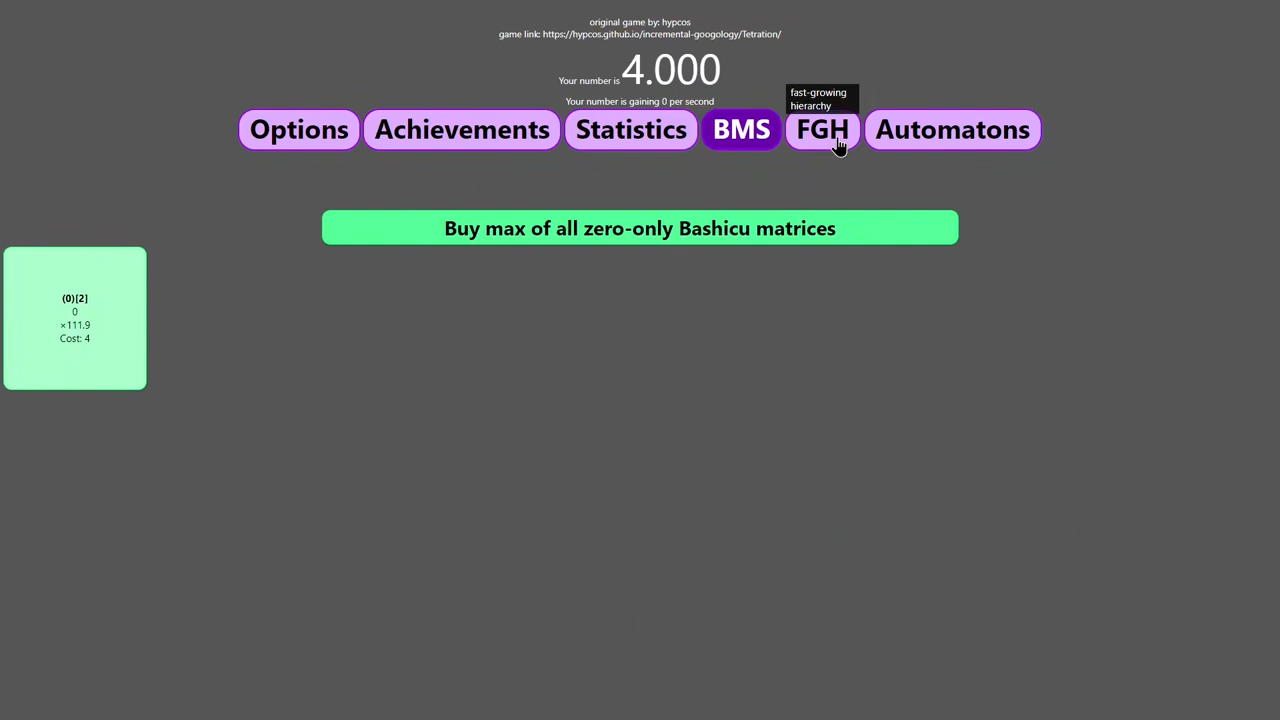 original game by: hypcos
game link: https://hypcos.github.io/incremental-googology/Tetration/
Your number is 4.000
Your number is gaining 0 per second
fast-growing
hierarchy
Options Achievements Statistics BMS FGH Automatons
Buy max of all zero-only Bashicu matrices
(0)[2]
0
×111.9
Cost: 4